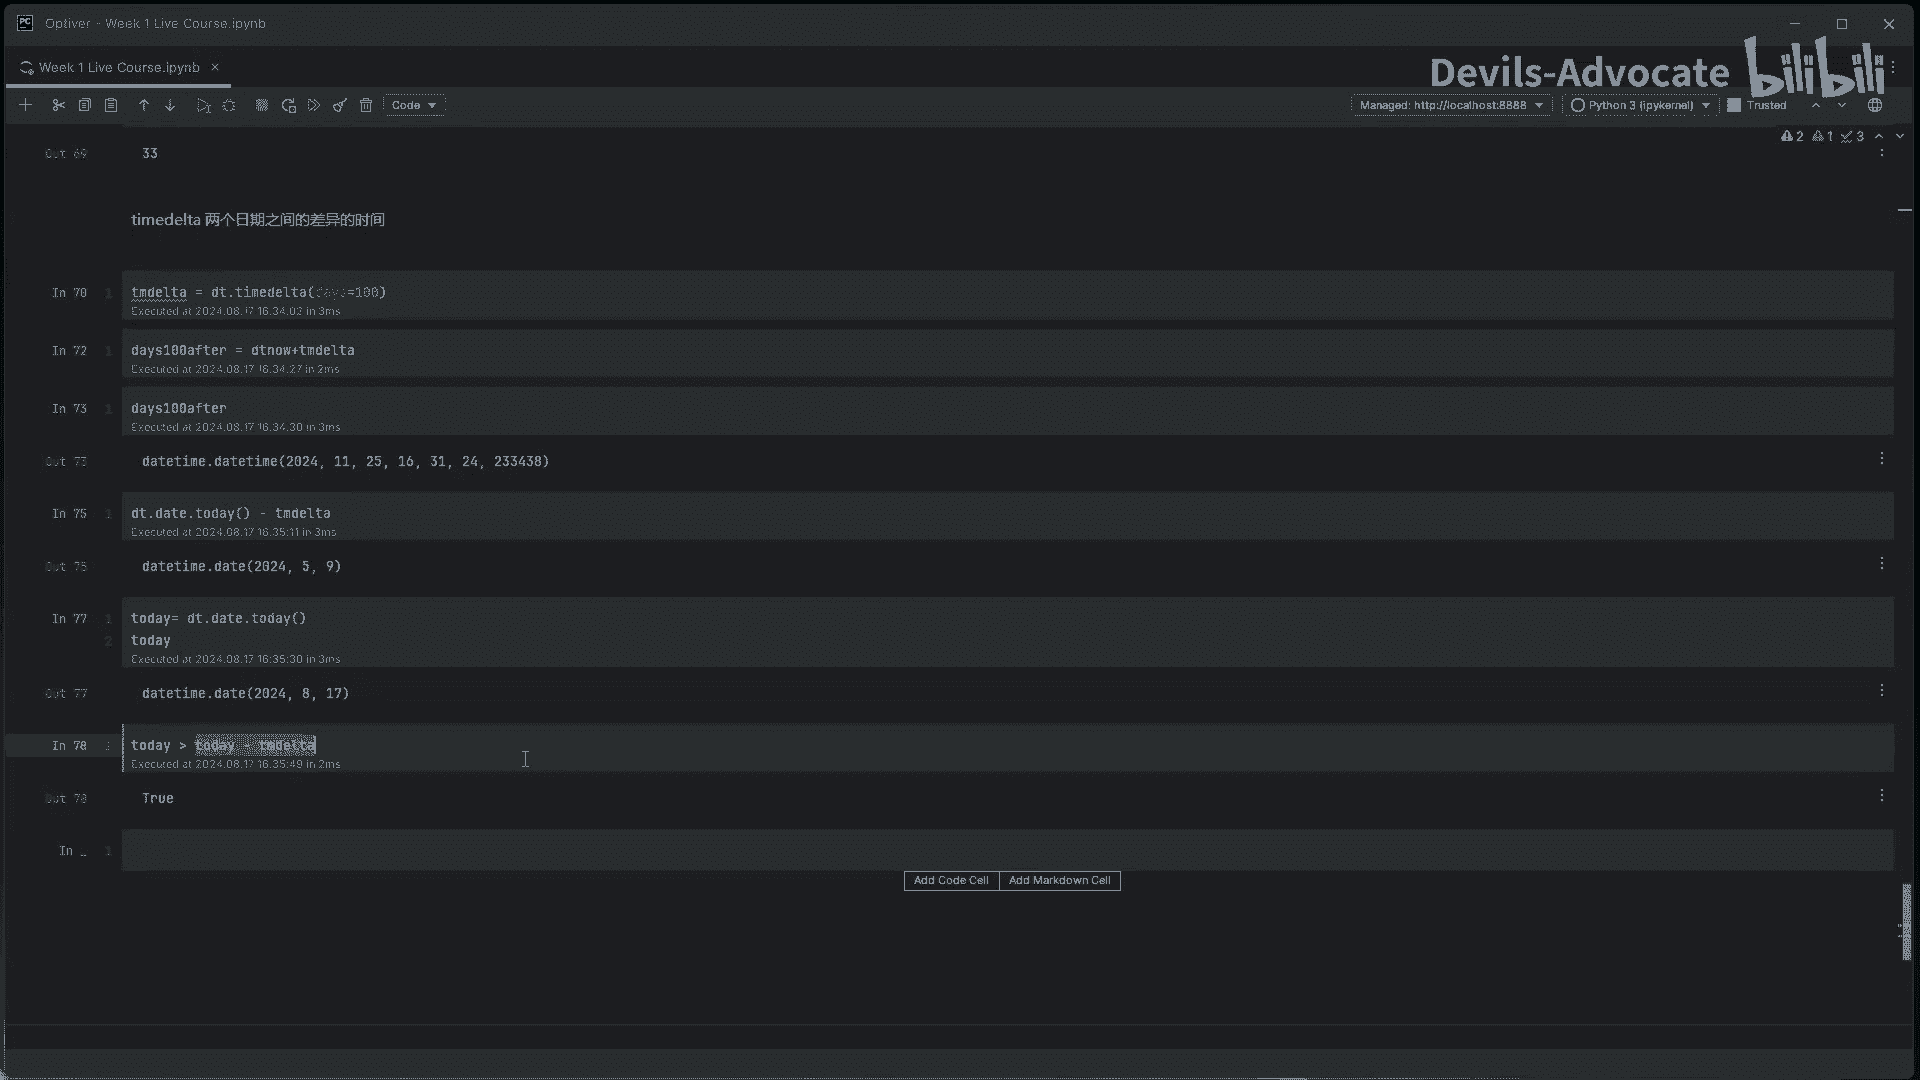 PC Optiver - Week 1 Live Course.ipynb
Week 1 Live Course.ipynb
Devils-Advocate bilibili
Code
Managed: http://localhost:8888
Python 3 (ipykernel)
Trusted
2 1 3
Out 69 33
timedelta 两个日期之间的差异的时间
In 70 1 tmdelta = dt.timedelta(days=100)
Executed at 2024.08.17 16:34:02 in 3ms
In 72 1 days100after = dtnow+tmdelta
Executed at 2024.08.17 16:34:27 in 2ms
In 73 1 days100after
Executed at 2024.08.17 16:34:30 in 3ms
Out 73 datetime.datetime(2024, 11, 25, 16, 31, 24, 233438)
In 75 1 dt.date.today() - tmdelta
Executed at 2024.08.17 16:35:11 in 3ms
Out 75 datetime.date(2024, 5, 9)
In 77 1 today= dt.date.today()
2 today
Executed at 2024.08.17 16:35:30 in 3ms
Out 77 datetime.date(2024, 8, 17)
In 78 1 today > today - tmdelta
Executed at 2024.08.17 16:35:49 in 2ms
Out 78 True
In _ 1
Add Code Cell Add Markdown Cell